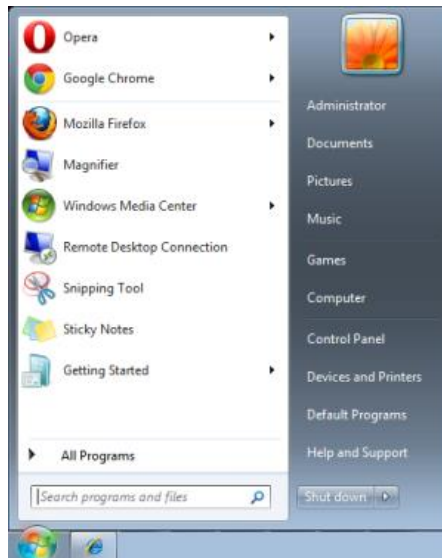 Opera
Google Chrome
Mozilla Firefox
Magnifier
Windows Media Center
Remote Desktop Connection
Snipping Tool
Sticky Notes
Getting Started
All Programs
Search programs and files
Administrator
Documents
Pictures
Music
Games
Computer
Control Panel
Devices and Printers
Default Programs
Help and Support
Shut down